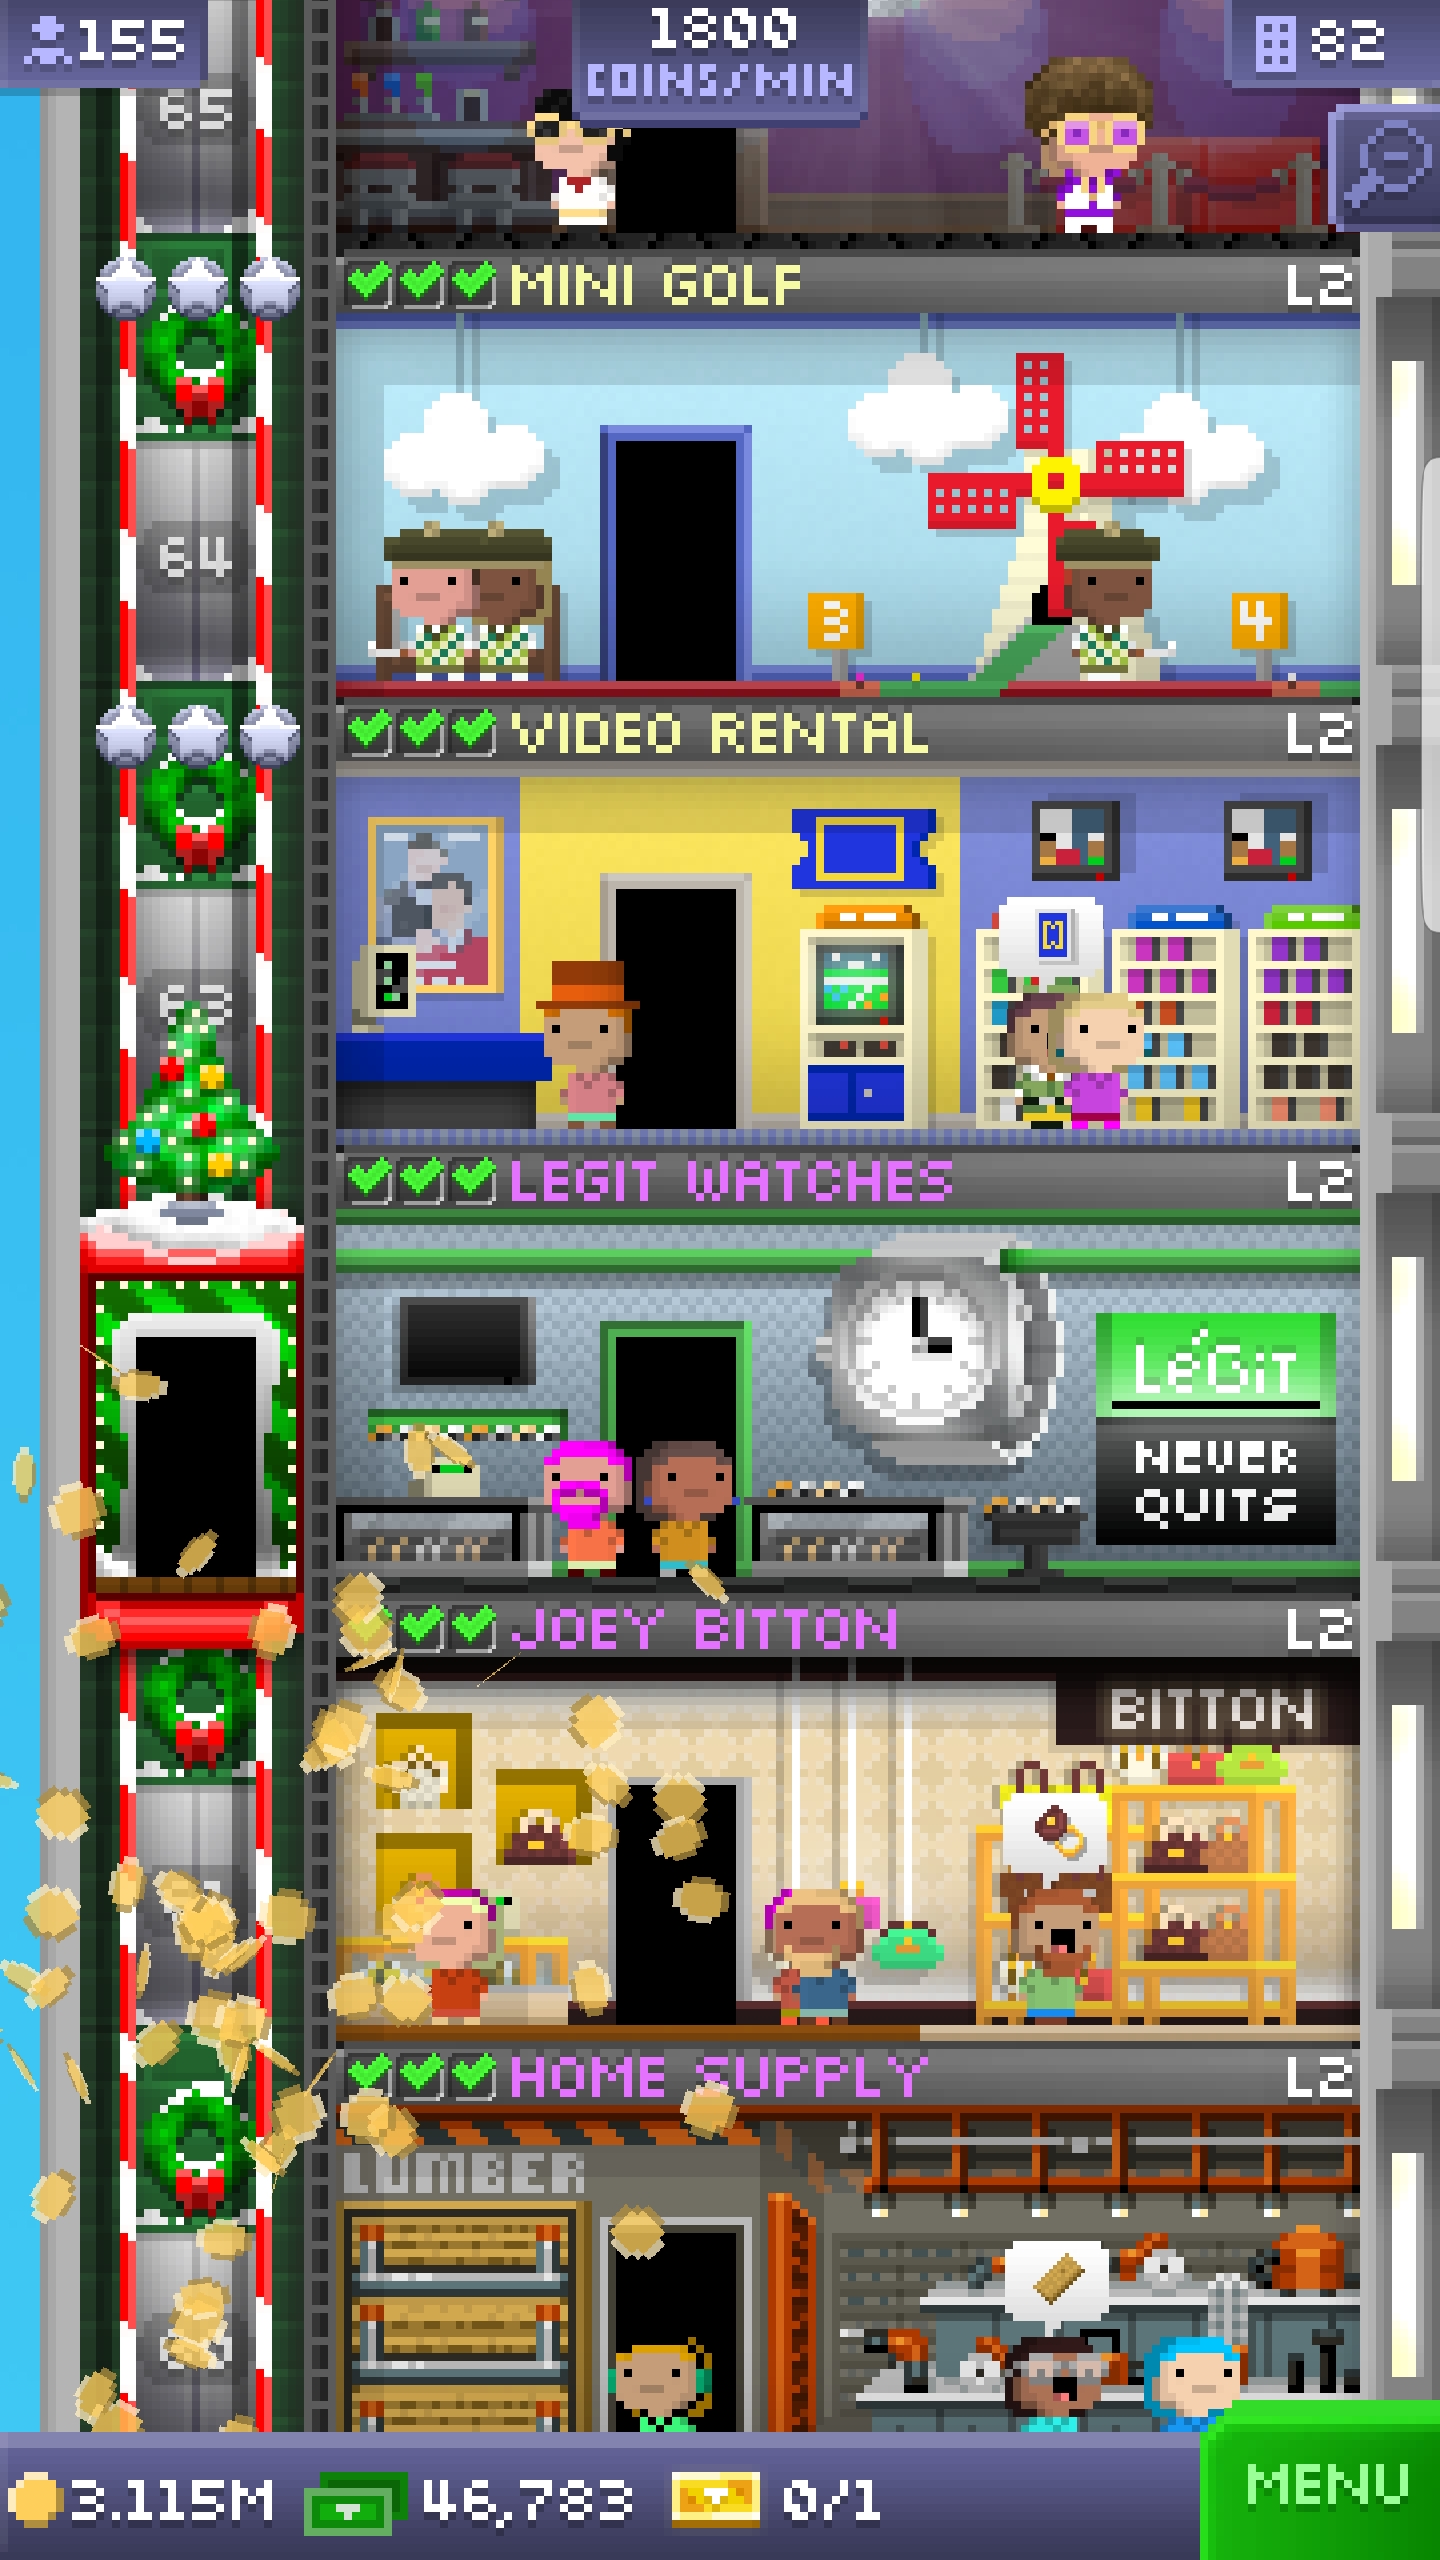 155
1800
COINS/MIN
82
65
MINI GOLF
L2
64
3
4
VIDEO RENTAL
L2
63
LEGIT WATCHES
L2
LéGiT
NEVER
QUITS
JOEY BITTON
L2
BITTON
HOME SUPPLY
L2
LUMBER
3.115M
46,783
0/1
MENU